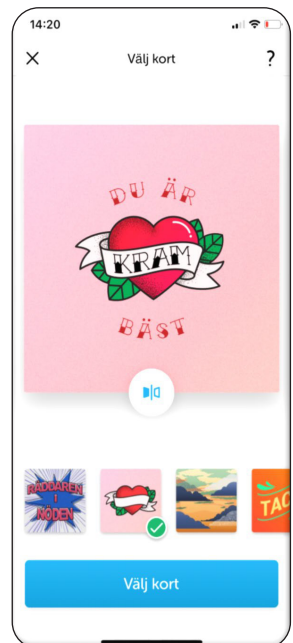 14:20
Välj kort
?
DU ÄR
KRAM
BÄST
RÄDDAREN
I
NÖDEN
TAC
Välj kort